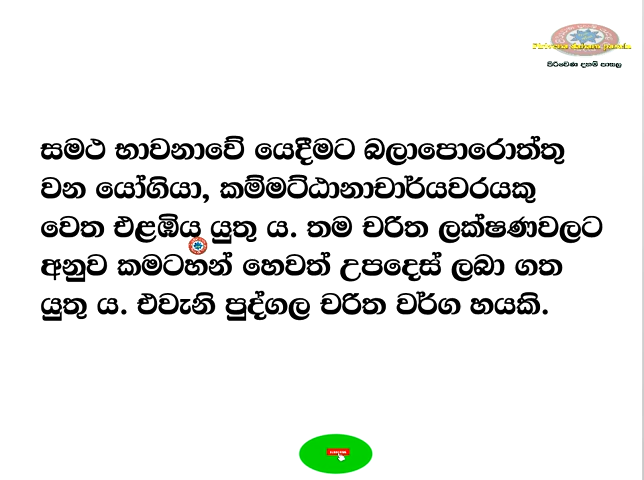 පිරිවෙණ දහම් පාසල
සමථ භාවනාවේ යෙදීමට බලාපොරොත්තු
වන යෝගියා, කම්මට්ඨානාචාර්යවරයකු
වෙත එළඹිය යුතු ය. තම චරිත ලක්ෂණවලට
අනුව කමටහන් හෙවත් උපදෙස් ලබා ගත
යුතු ය. එවැනි පුද්ගල චරිත වර්ග හයකි.